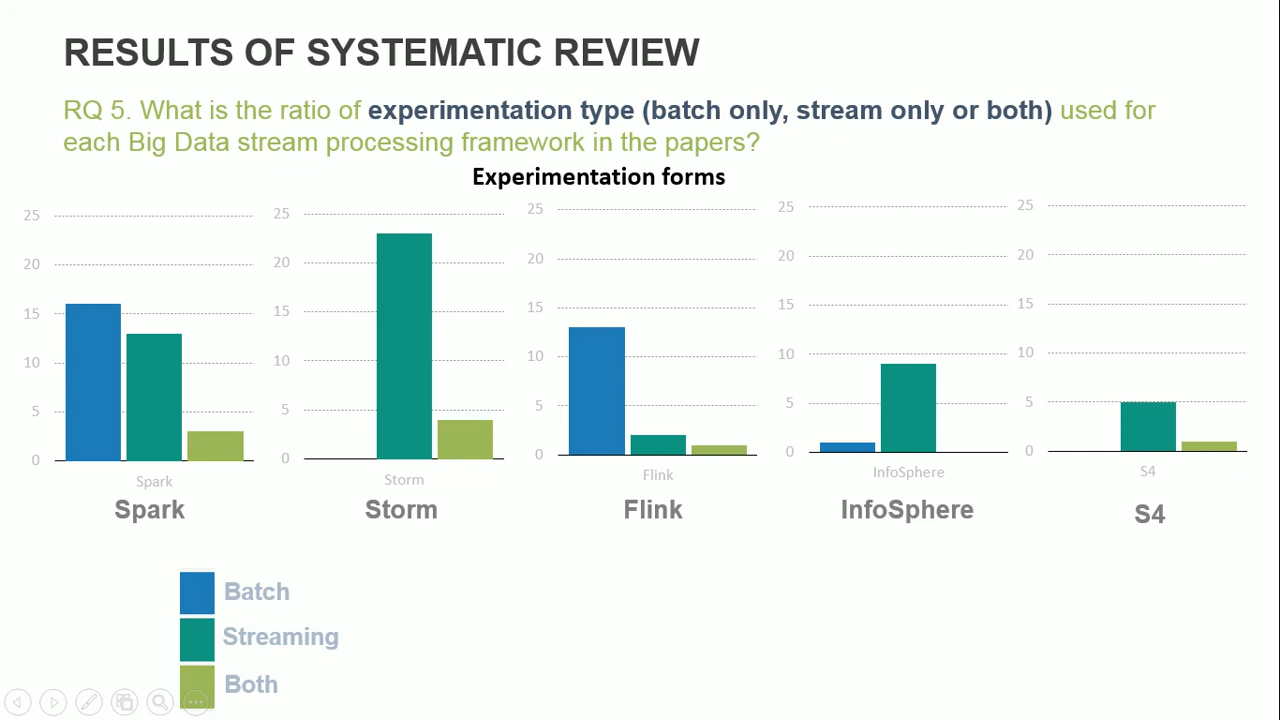 RESULTS OF SYSTEMATIC REVIEW
RQ 5. What is the ratio of experimentation type (batch only, stream only or both) used for
each Big Data stream processing framework in the papers?
Experimentation forms
25
20
15
10
5
0
Spark
Spark
25
20
15
10
5
0
Storm
Storm
25
20
15
10
5
0
Flink
Flink
25
20
15
10
5
0
InfoSphere
InfoSphere
25
20
15
10
5
0
S4
S4
Batch
Streaming
Both